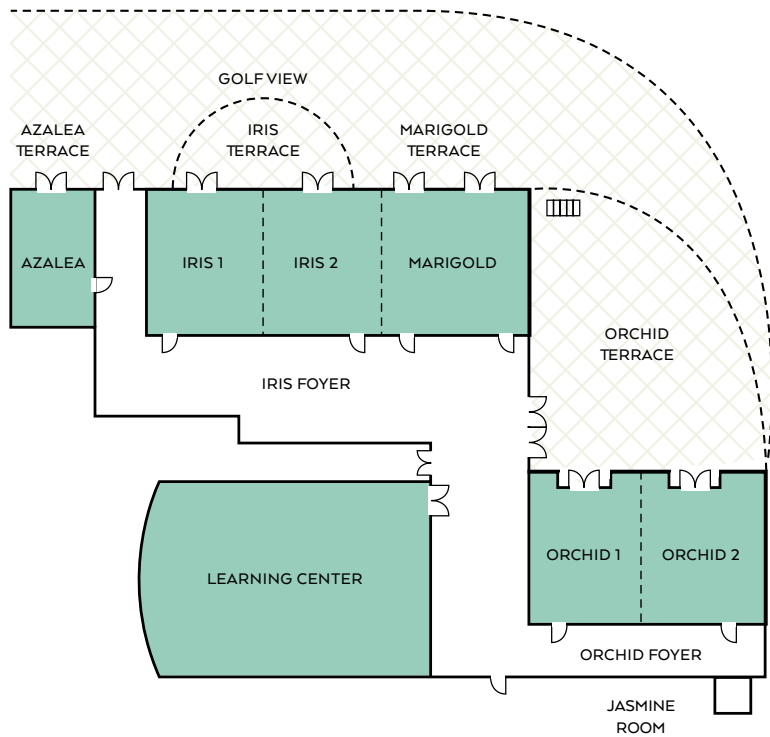 GOLF VIEW
AZALEA
TERRACE
IRIS
TERRACE
MARIGOLD
TERRACE
AZALEA
IRIS 1
IRIS 2
MARIGOLD
ORCHID
TERRACE
IRIS FOYER
ORCHID 1
ORCHID 2
LEARNING CENTER
ORCHID FOYER
JASMINE
ROOM